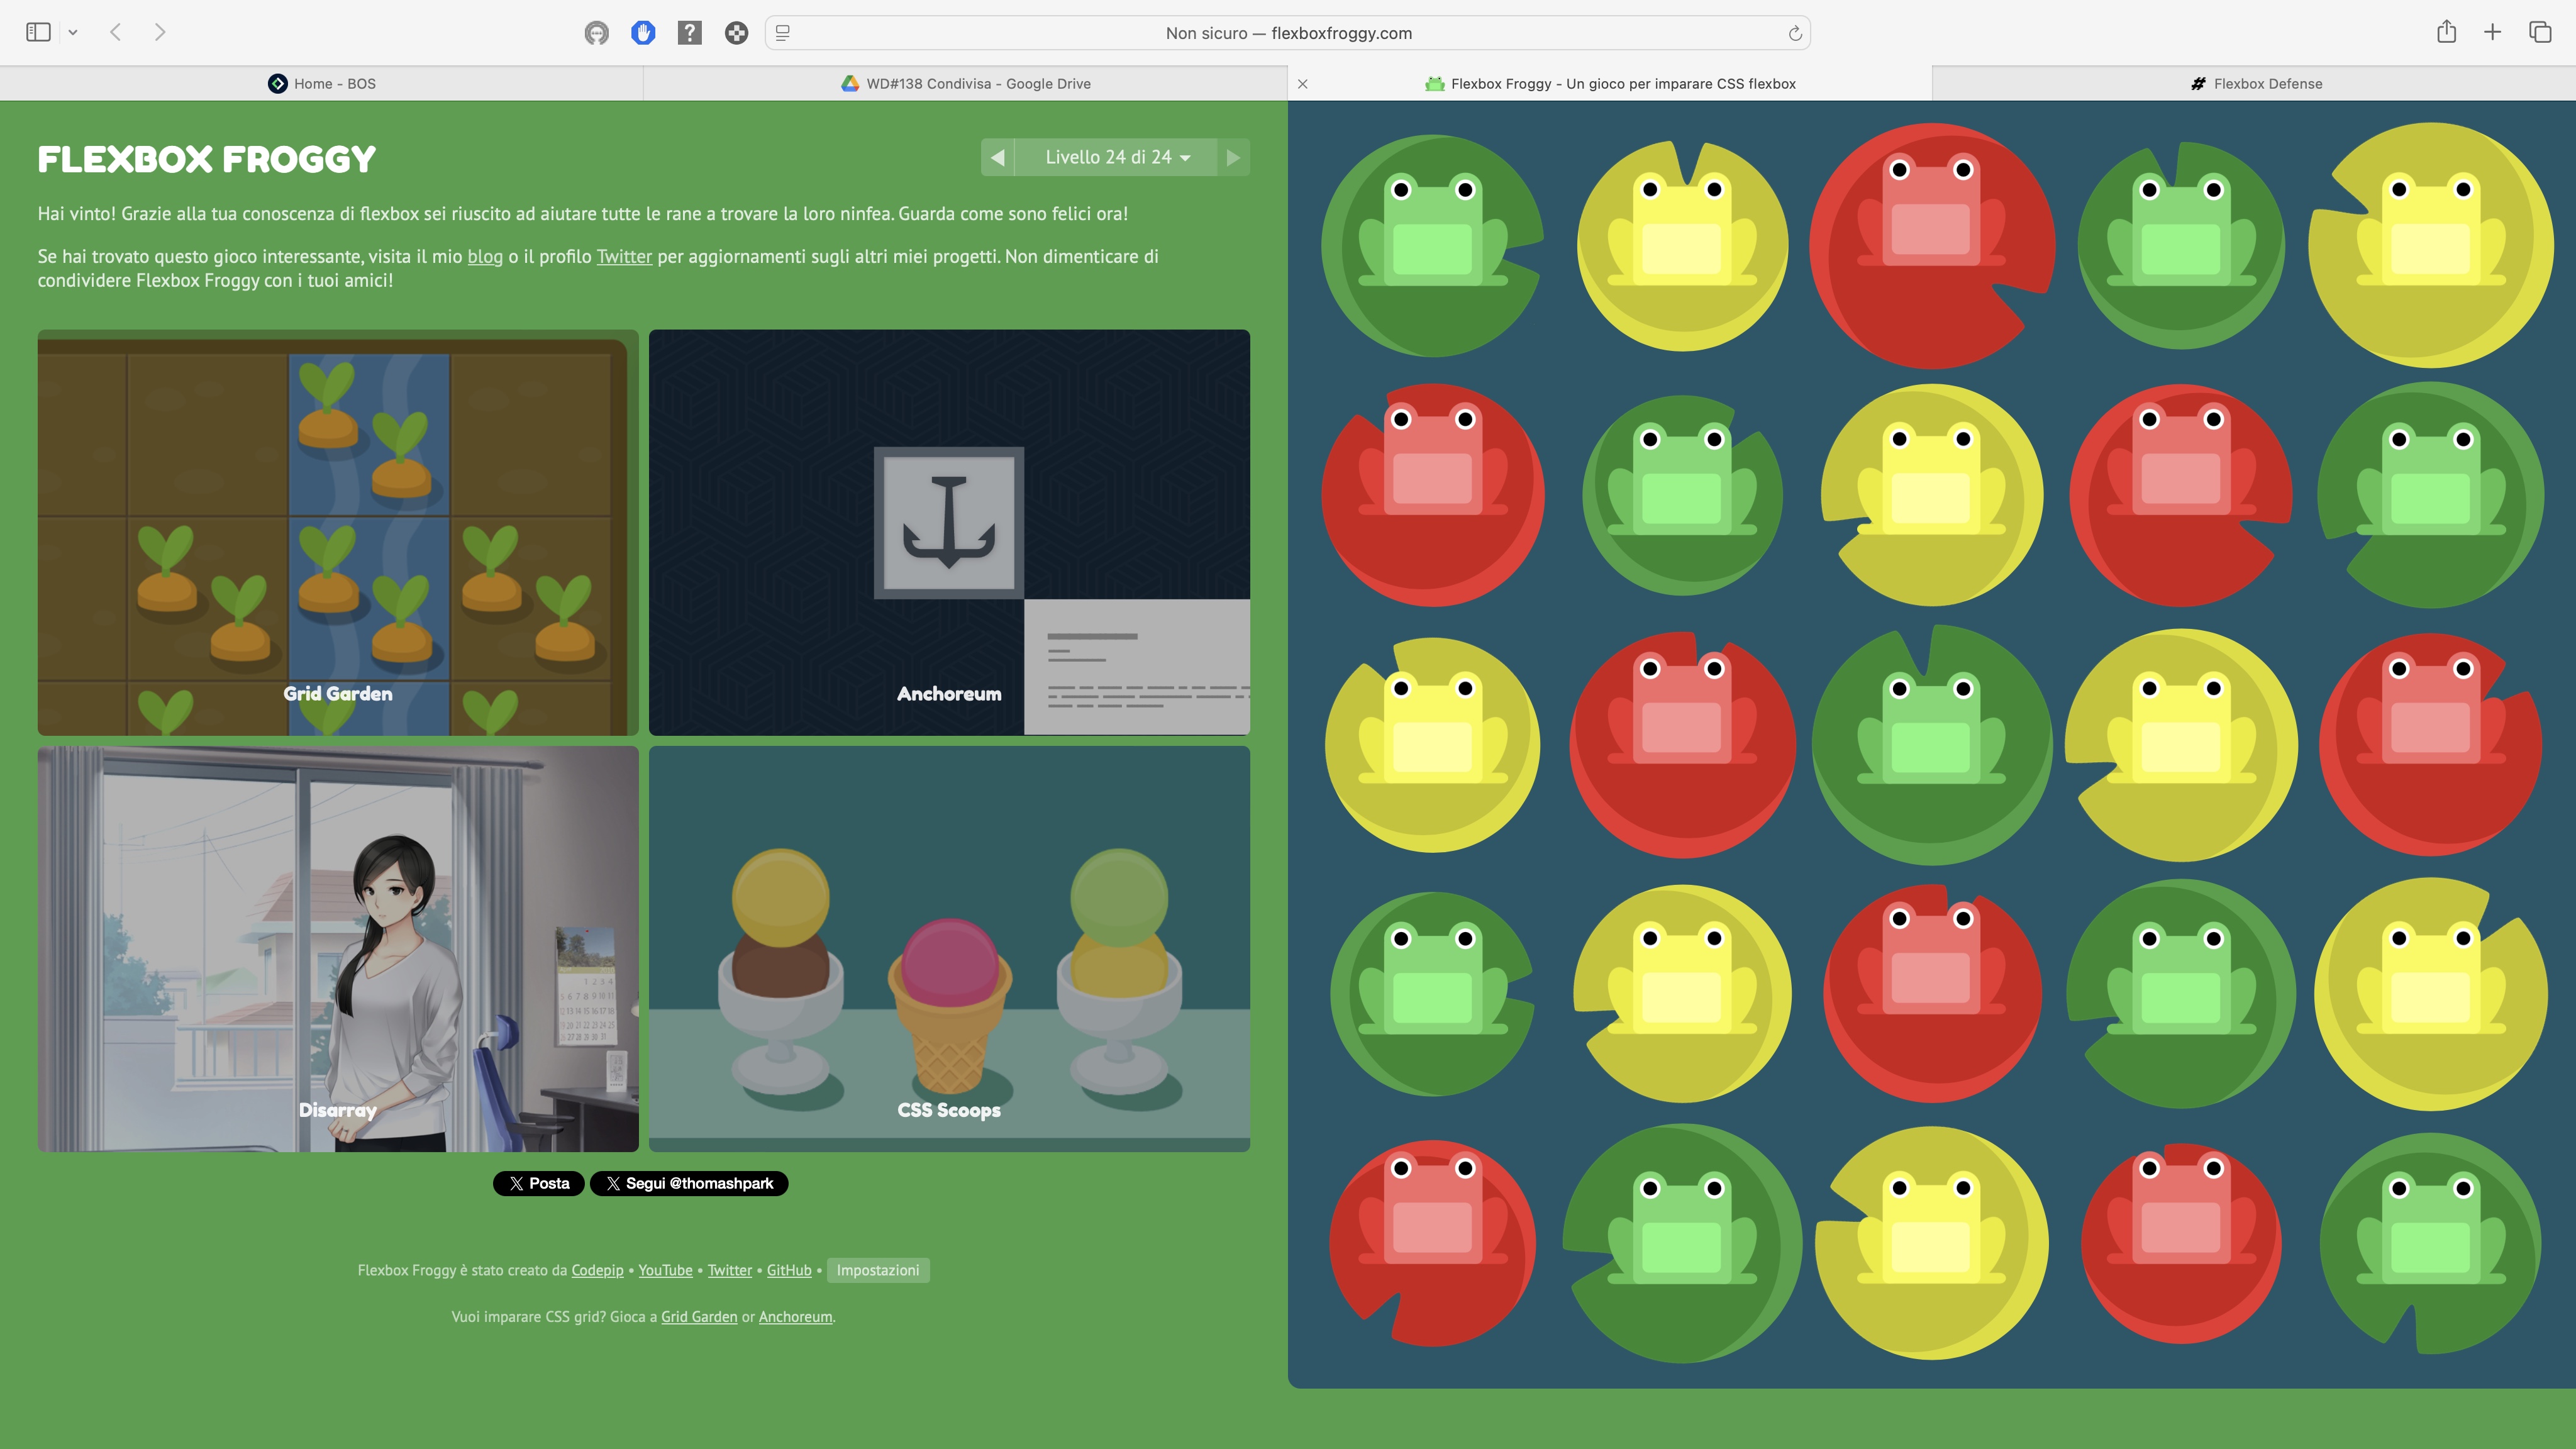 Non sicuro — flexboxfroggy.com
Home - BOS
WD#138 Condivisa - Google Drive
Flexbox Froggy - Un gioco per imparare CSS flexbox
Flexbox Defense
FLEXBOX FROGGY
Livello 24 di 24
Hai vinto! Grazie alla tua conoscenza di flexbox sei riuscito ad aiutare tutte le rane a trovare la loro ninfea. Guarda come sono felici ora!
Se hai trovato questo gioco interessante, visita il mio blog o il profilo Twitter per aggiornamenti sugli altri miei progetti. Non dimenticare di
condividere Flexbox Froggy con i tuoi amici!
Grid Garden
Anchoreum
Disarray
CSS Scoops
Posta
Segui @thomashpark
Flexbox Froggy è stato creato da Codepip • YouTube • Twitter • GitHub • Impostazioni
Vuoi imparare CSS grid? Gioca a Grid Garden or Anchoreum.